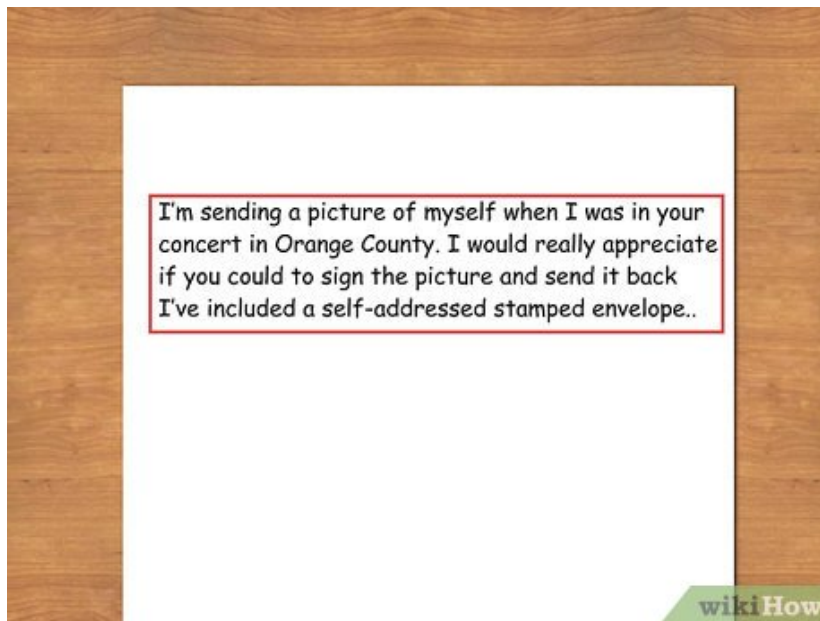 I'm sending a picture of myself when I was in your
concert in Orange County. I would really appreciate
if you could to sign the picture and send it back
I've included a self-addressed stamped envelope..
wikiHow